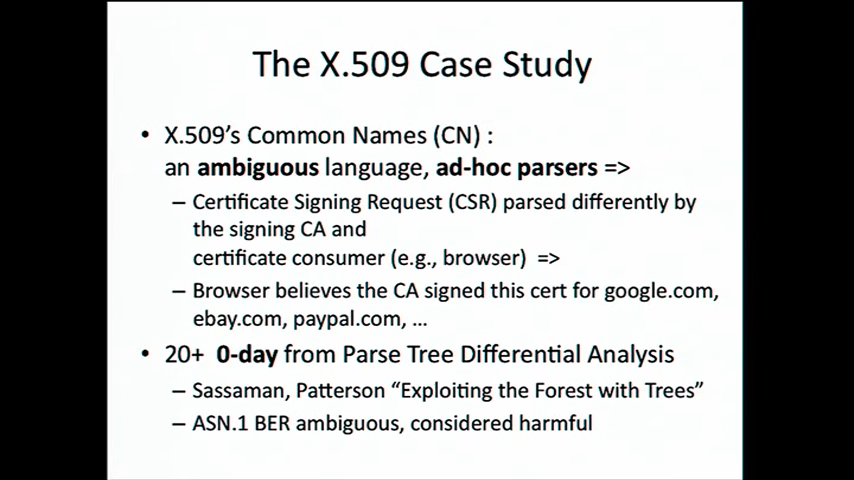 The X.509 Case Study
• X.509’s Common Names (CN) :
an ambiguous language, ad-hoc parsers =>
– Certificate Signing Request (CSR) parsed differently by
the signing CA and
certificate consumer (e.g., browser) =>
– Browser believes the CA signed this cert for google.com,
ebay.com, paypal.com, …
• 20+ 0-day from Parse Tree Differential Analysis
– Sassaman, Patterson “Exploiting the Forest with Trees”
– ASN.1 BER ambiguous, considered harmful